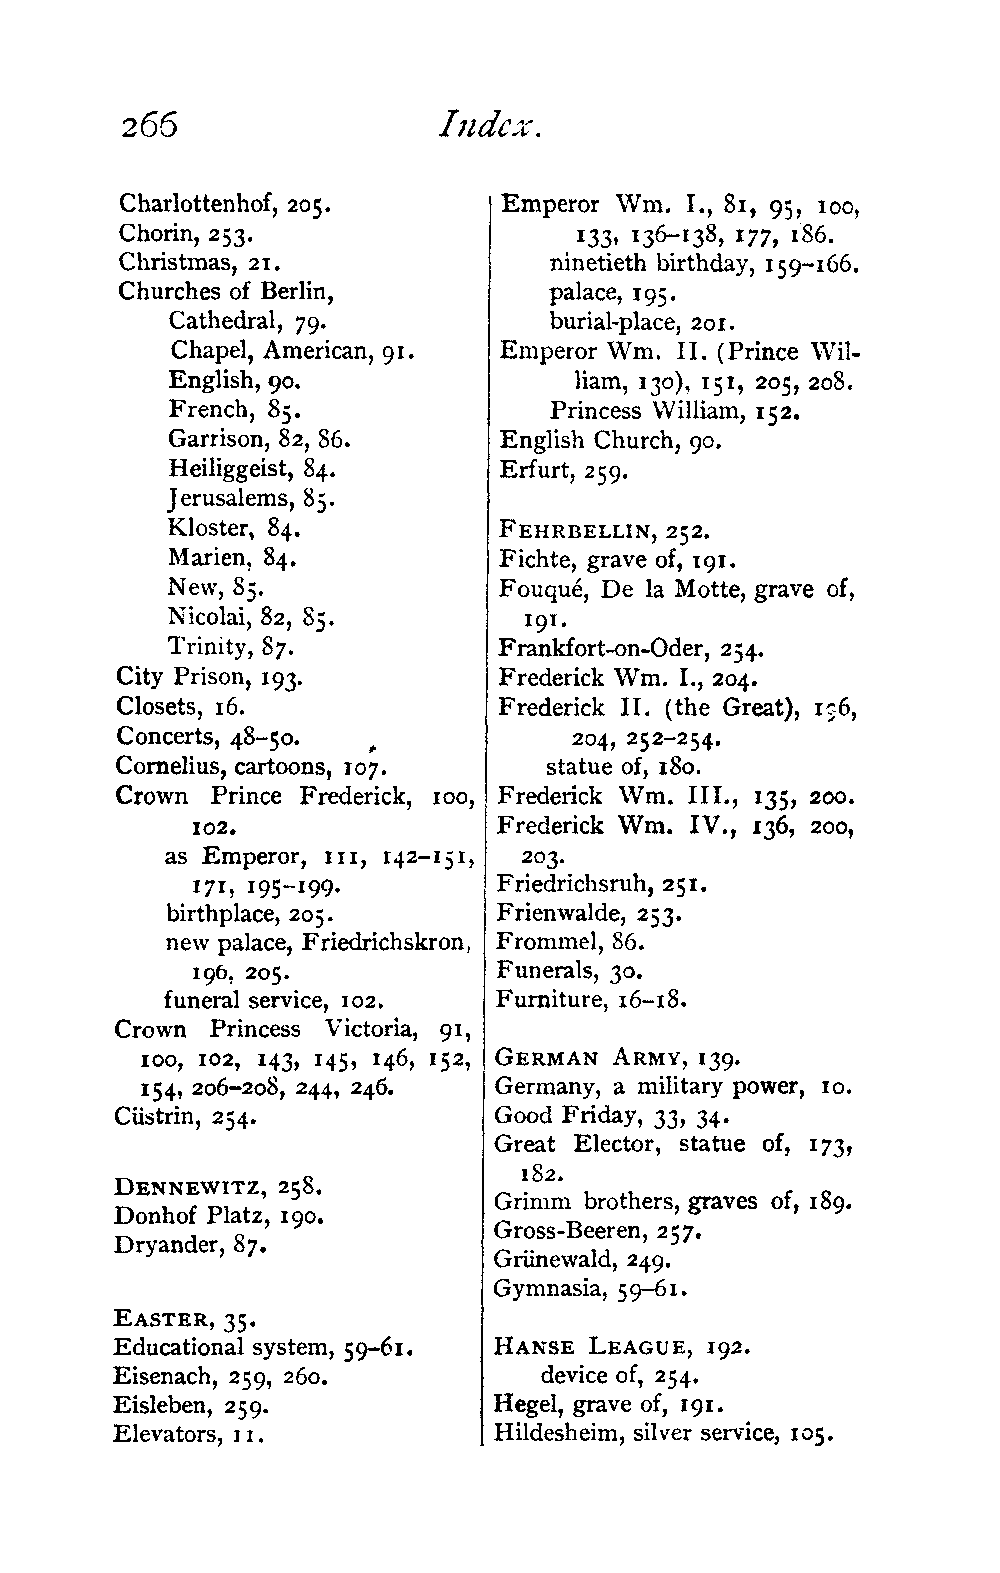 266
Index.
Charlottenhof, 205.
Chorin, 253.
Christmas, 21.
Churches of Berlin,
Cathedral, 79.
Chapel, American, 91.
English, 90.
French, 85.
Garrison, 82, 86.
Heiliggeist, 84.
Jerusalems, 85.
Kloster, 84.
Marien, 84.
New, 85.
Nicolai, 82, 85.
Trinity, 87.
City Prison, 193.
Closets, 16.
Concerts, 48–50.
Cornelius, cartoons, 107.
Crown Prince Frederick, 100,
102.
as Emperor, 111, 142–151,
171, 195–199.
birthplace, 205.
new palace, Friedrichskron,
196, 205.
funeral service, 102.
Crown Princess Victoria, 91,
100, 102, 143, 145, 146, 152,
154, 206–208, 244, 246.
Cüstrin, 254.
DENNEWITZ, 258.
Donhof Platz, 190.
Dryander, 87.
EASTER, 35.
Educational system, 59–61.
Eisenach, 259, 260.
Eisleben, 259.
Elevators, 11.
Emperor Wm. I., 81, 95, 100,
133, 136–138, 177, 186.
ninetieth birthday, 159–166.
palace, 195.
burial-place, 201.
Emperor Wm. II. (Prince Wil-
liam, 130), 151, 205, 208.
Princess William, 152.
English Church, 90.
Erfurt, 259.
FEHRBELLIN, 252.
Fichte, grave of, 191.
Fouqué, De la Motte, grave of,
191.
Frankfort-on-Oder, 254.
Frederick Wm. I., 204.
Frederick II. (the Great),
204, 252–254.
statue of, 180.
Frederick Wm. III., 135, 200.
Frederick Wm. IV., 136, 200,
203.
Friedrichsruh, 251.
Frienwalde, 253.
Frommel, 86.
Funerals, 30.
Furniture, 16–18.
GERMAN ARMY, 139.
Germany, a military power, 10.
Good Friday, 33, 34.
Great Elector, statue of, 173,
182.
Grimm brothers, graves of, 189.
Gross-Beeren, 257.
Grünewald, 249.
Gymnasia, 59–61.
HANSE LEAGUE, 192.
device of, 254.
Hegel, grave of, 191.
Hildesheim, silver service, 105.